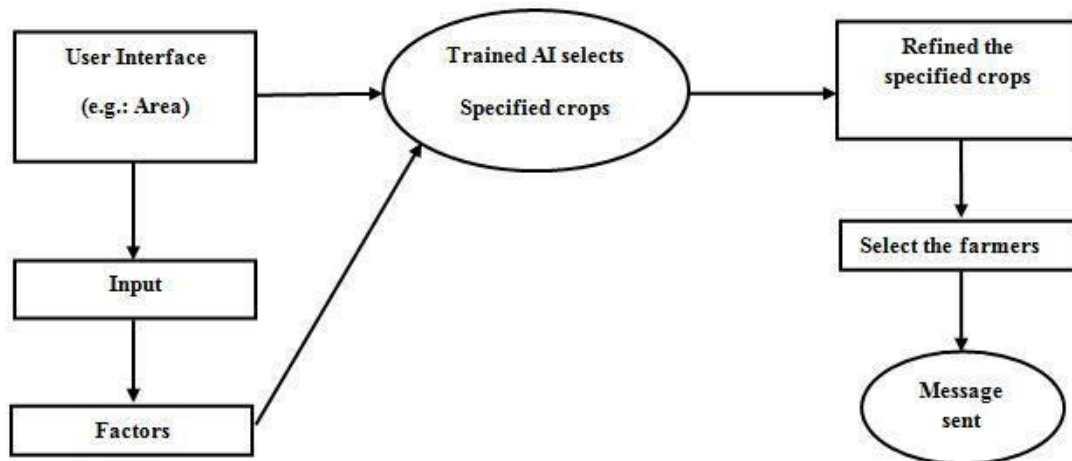 User Interface
(e.g.: Area)
Trained AI selects
Specified crops
Refined the
specified crops
Input
Select the farmers
Factors
Message
sent